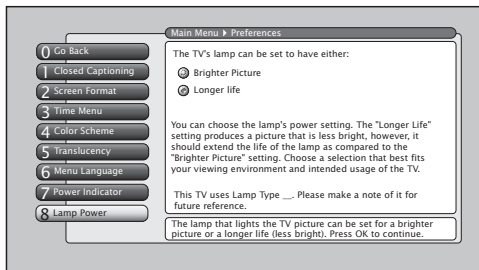 Main Menu ▶ Preferences
0 Go Back
1 Closed Captioning
2 Screen Format
3 Time Menu
4 Color Scheme
5 Translucency
6 Menu Language
7 Power Indicator
8 Lamp Power
The TV's lamp can be set to have either:
Brighter Picture
Longer life
You can choose the lamp's power setting. The "Longer Life"
setting produces a picture that is less bright, however, it
should extend the life of the lamp as compared to the
"Brighter Picture" setting. Choose a selection that best fits
your viewing environment and intended usage of the TV.
This TV uses Lamp Type __. Please make a note of it for
future reference.
The lamp that lights the TV picture can be set for a brighter
picture or a longer life (less bright). Press OK to continue.